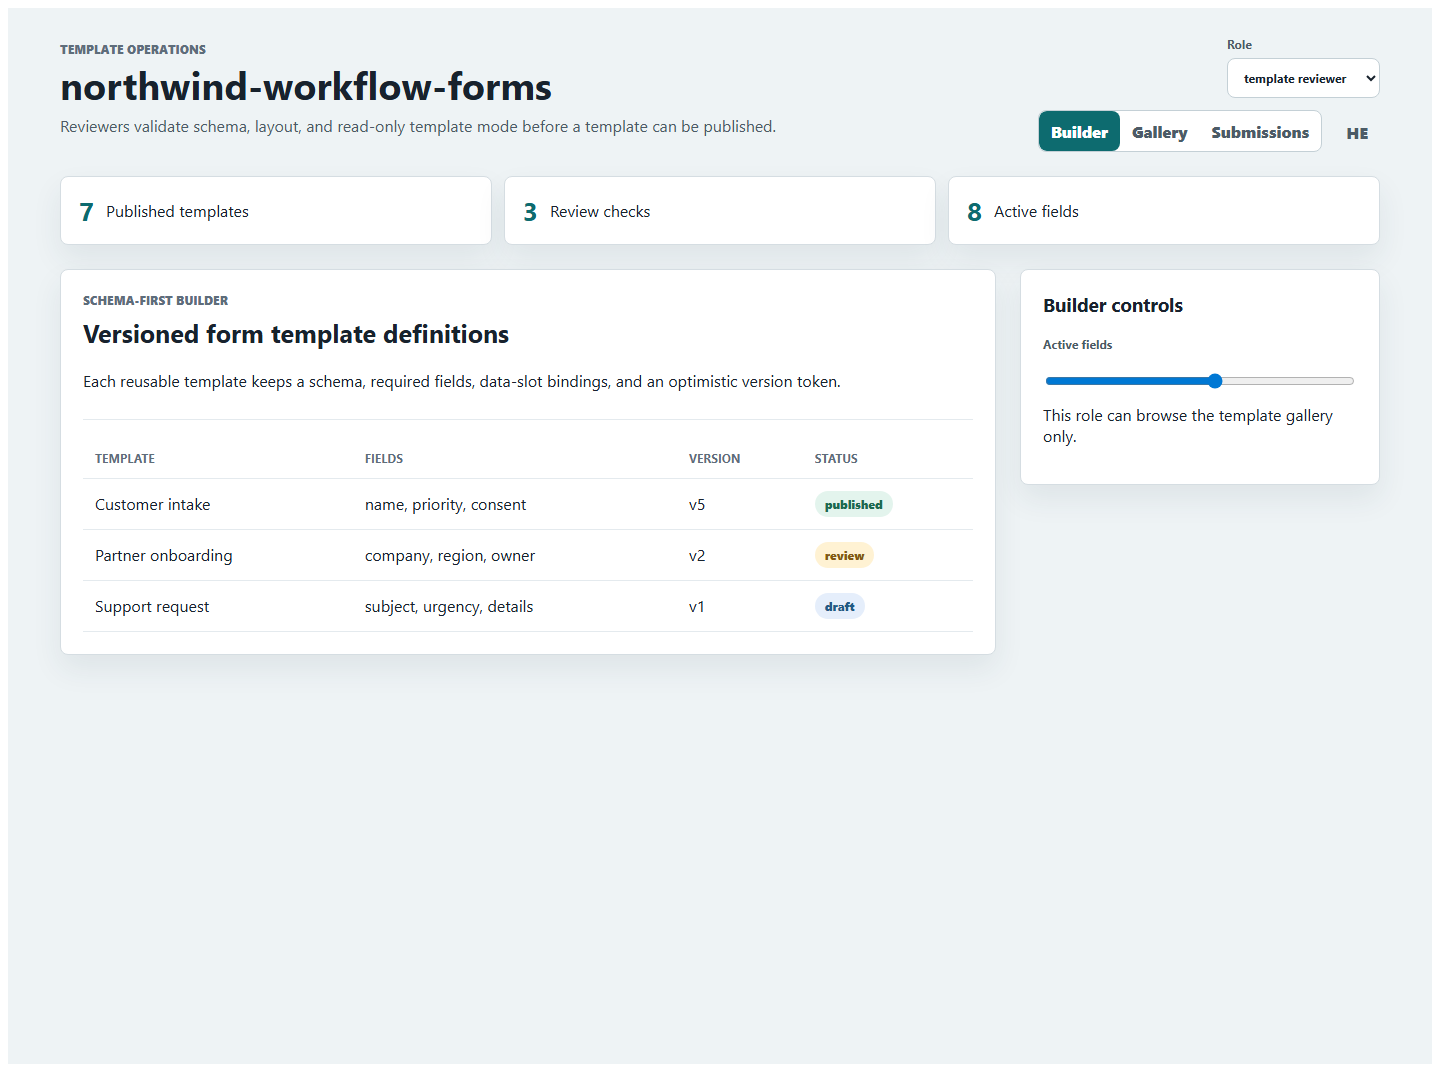 TEMPLATE OPERATIONS
northwind-workflow-forms
Reviewers validate schema, layout, and read-only template mode before a template can be published.
Role
template reviewer
Builder Gallery Submissions HE
7 Published templates
3 Review checks
8 Active fields
SCHEMA-FIRST BUILDER
Versioned form template definitions
Each reusable template keeps a schema, required fields, data-slot bindings, and an optimistic version token.
TEMPLATE FIELDS VERSION STATUS
Customer intake name, priority, consent v5 published
Partner onboarding company, region, owner v2 review
Support request subject, urgency, details v1 draft
Builder controls
Active fields
This role can browse the template gallery
only.